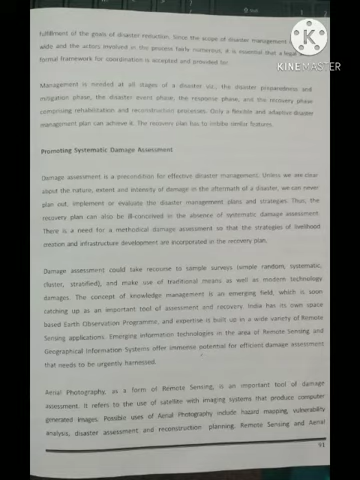 fulfillment of the goals of disaster reduction. Since the scope of disaster management
wide and the actors involved in the process fairly numerous, it is essential that a
formal framework for coordination is accepted and provided for.
Made With
KINEMASTER
Management is needed at all stages of a disaster viz., the disaster preparedness and
mitigation phase, the disaster event phase, the response phase, and the recovery phase
comprising rehabilitation and reconstruction processes. Only a flexible and adaptive disaster
management plan can achieve it. The recovery plan has to imbibe similar features.
Promoting Systematic Damage Assessment
Damage assessment is a precondition for effective disaster management. Unless we are clear
about the nature, extent and intensity of damage in the aftermath of a disaster, we can never
plan aid, implement or evaluate the disaster management plans and strategies. Thus, the
recovery plan can also be ill-conceived in the absence of systematic damage assessment.
There is a need for a methodical damage assessment so that the strategies of livelihood
creation and infrastructure development are incorporated in the recovery plan.
Damage assessment could take recourse to sample surveys (simple random, systematic,
cluster, stratified), and make use of traditional means as well as modern technology
damages. The concept of knowledge management is an emerging field, which is soon
catching up as an important tool of assessment and recovery. India has its own space
based Earth Observation Programme, and expertise is built up in a wide variety of Remote
Sensing applications. Emerging information technologies in the area of Remote Sensing and
Geographical Information Systems offer immense potential for efficient damage assessment
that needs to be urgently harnessed.
Aerial Photography, as a form of Remote Sensing, is an important tool of damage
assessment. It refers to the use of satellite with imaging systems that produce computer
generated images. Possible uses of Aerial Photography include hazard mapping, vulnerability
analysis, disaster assessment and reconstruction planning. Remote Sensing and Aerial